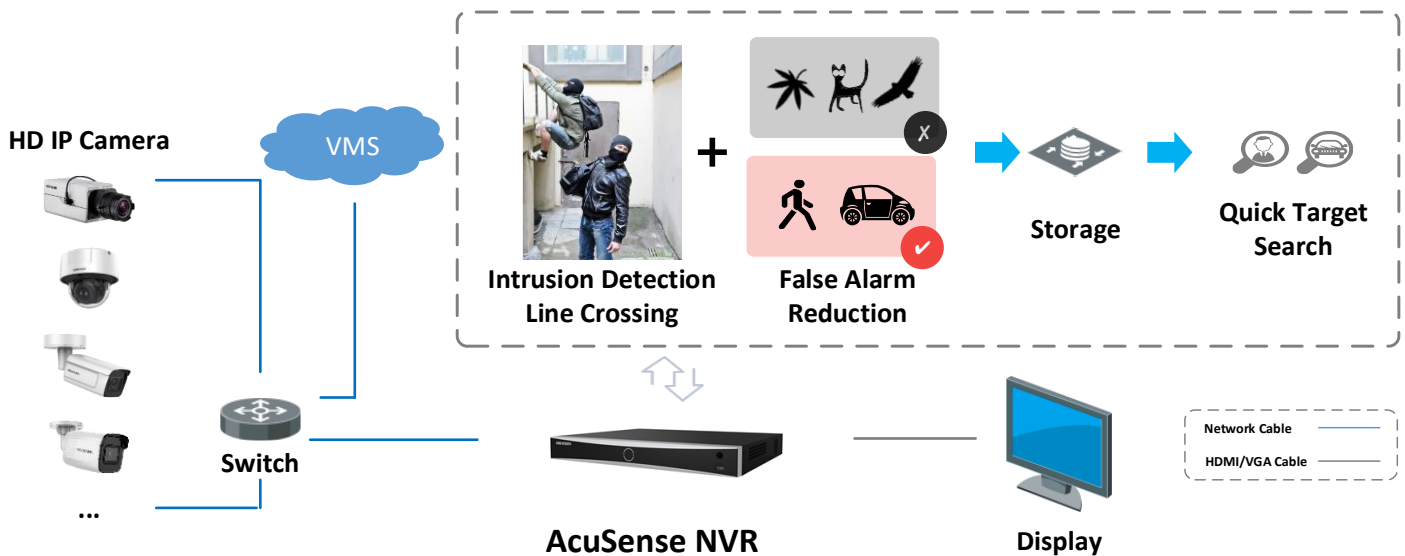 VMS
HD IP Camera
Intrusion Detection
Line Crossing
+
False Alarm
Reduction
X
✔
Storage
Quick Target
Search
Switch
...
HIKVISION
AcuSense NVR
Display
Network Cable
HDMI/VGA Cable